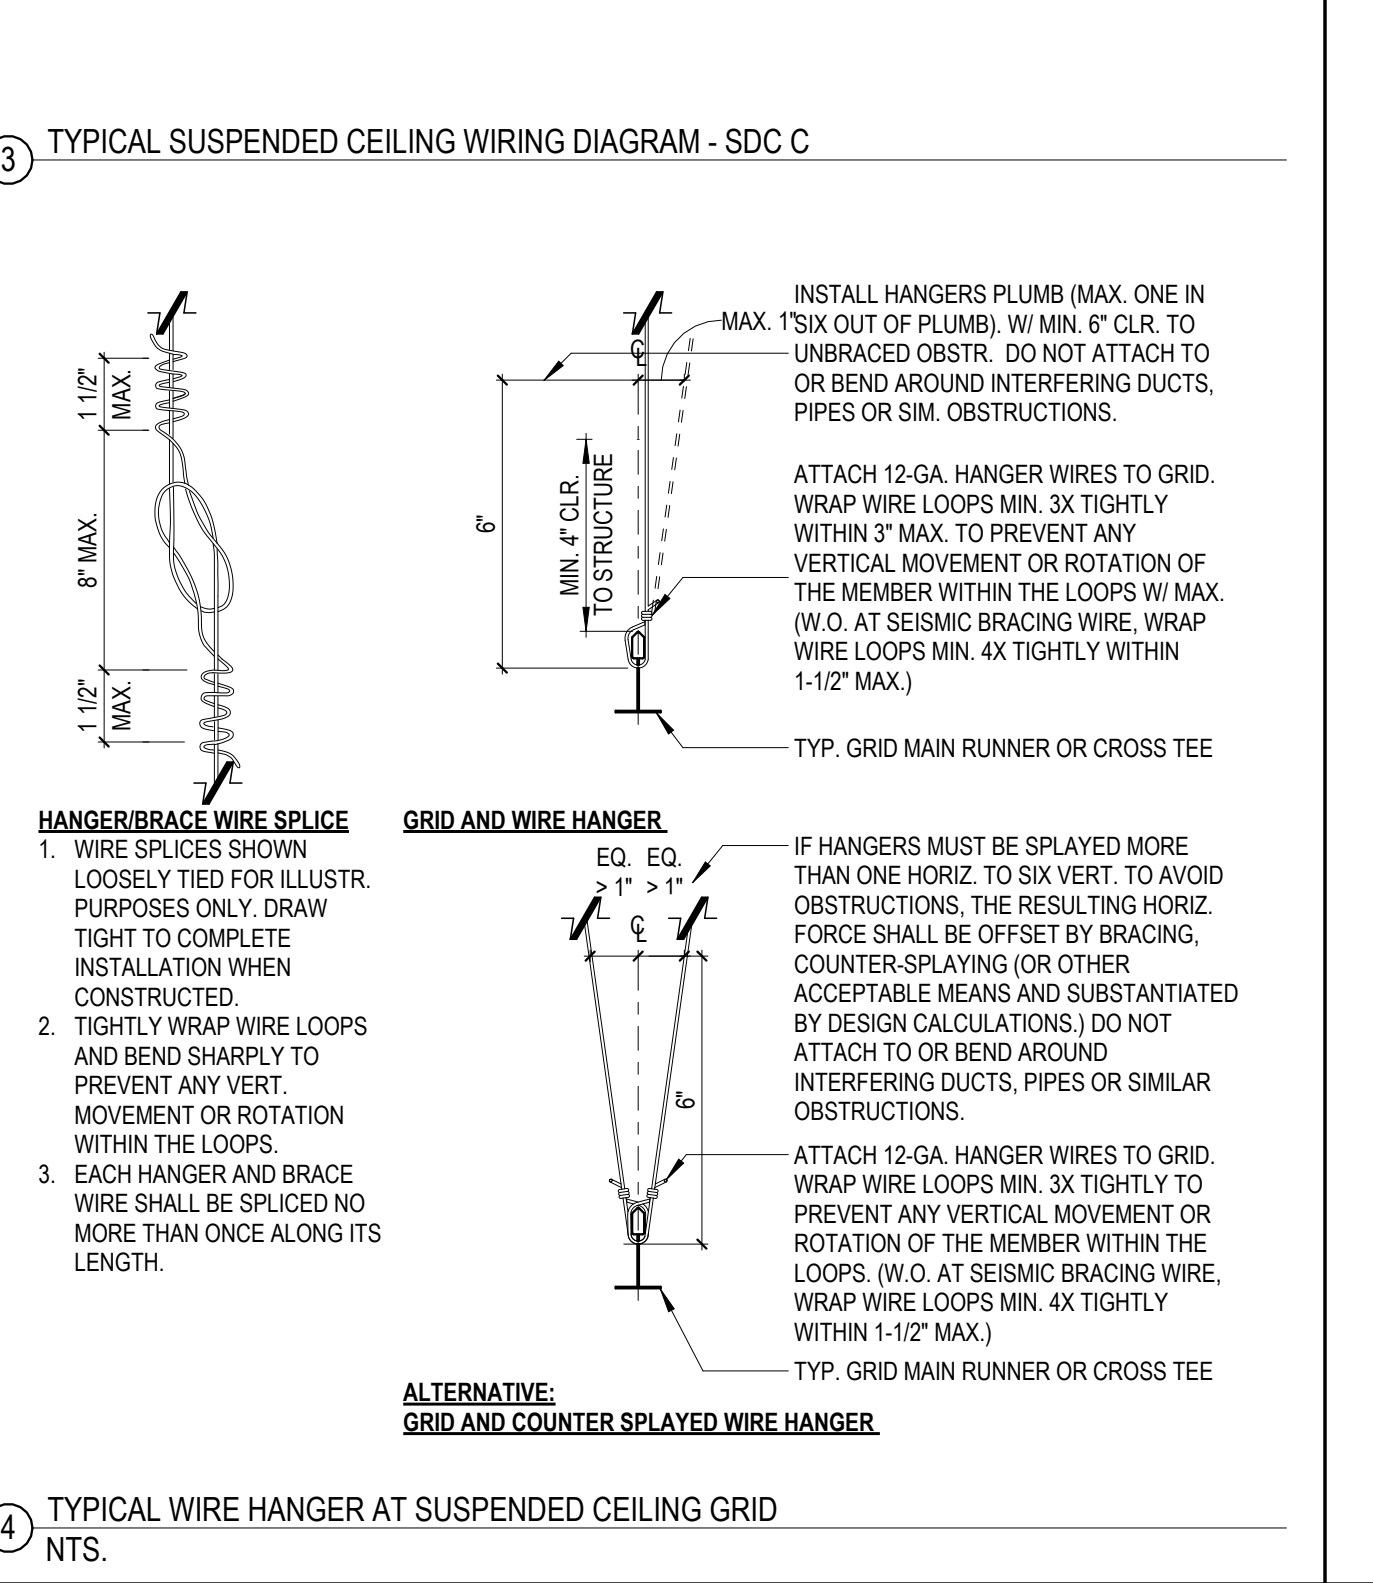 3
TYPICAL SUSPENDED CEILING WIRING DIAGRAM - SDC C
1 1/2"
MAX.
8" MAX.
1 1/2"
MAX.
HANGER/BRACE WIRE SPLICE
1. WIRE SPLICES SHOWN
LOOSELY TIED FOR ILLUSTR.
PURPOSES ONLY. DRAW
TIGHT TO COMPLETE
INSTALLATION WHEN
CONSTRUCTED.
2. TIGHTLY WRAP WIRE LOOPS
AND BEND SHARPLY TO
PREVENT ANY VERT.
MOVEMENT OR ROTATION
WITHIN THE LOOPS.
3. EACH HANGER AND BRACE
WIRE SHALL BE SPLICED NO
MORE THAN ONCE ALONG ITS
LENGTH.
MAX. 1"
CL
6"
MIN. 4" CLR.
TO STRUCTURE
INSTALL HANGERS PLUMB (MAX. ONE IN
SIX OUT OF PLUMB). W/ MIN. 6" CLR. TO
UNBRACED OBSTR. DO NOT ATTACH TO
OR BEND AROUND INTERFERING DUCTS,
PIPES OR SIM. OBSTRUCTIONS.
ATTACH 12-GA. HANGER WIRES TO GRID.
WRAP WIRE LOOPS MIN. 3X TIGHTLY
WITHIN 3" MAX. TO PREVENT ANY
VERTICAL MOVEMENT OR ROTATION OF
THE MEMBER WITHIN THE LOOPS W/ MAX.
(W.O. AT SEISMIC BRACING WIRE, WRAP
WIRE LOOPS MIN. 4X TIGHTLY WITHIN
1-1/2" MAX.)
TYP. GRID MAIN RUNNER OR CROSS TEE
GRID AND WIRE HANGER
EQ. EQ.
> 1" > 1"
CL
6"
IF HANGERS MUST BE SPLAYED MORE
THAN ONE HORIZ. TO SIX VERT. TO AVOID
OBSTRUCTIONS, THE RESULTING HORIZ.
FORCE SHALL BE OFFSET BY BRACING,
COUNTER-SPLAYING (OR OTHER
ACCEPTABLE MEANS AND SUBSTANTIATED
BY DESIGN CALCULATIONS.) DO NOT
ATTACH TO OR BEND AROUND
INTERFERING DUCTS, PIPES OR SIMILAR
OBSTRUCTIONS.
ATTACH 12-GA. HANGER WIRES TO GRID.
WRAP WIRE LOOPS MIN. 3X TIGHTLY TO
PREVENT ANY VERTICAL MOVEMENT OR
ROTATION OF THE MEMBER WITHIN THE
LOOPS. (W.O. AT SEISMIC BRACING WIRE,
WRAP WIRE LOOPS MIN. 4X TIGHTLY
WITHIN 1-1/2" MAX.)
TYP. GRID MAIN RUNNER OR CROSS TEE
ALTERNATIVE:
GRID AND COUNTER SPLAYED WIRE HANGER
4
TYPICAL WIRE HANGER AT SUSPENDED CEILING GRID
NTS.